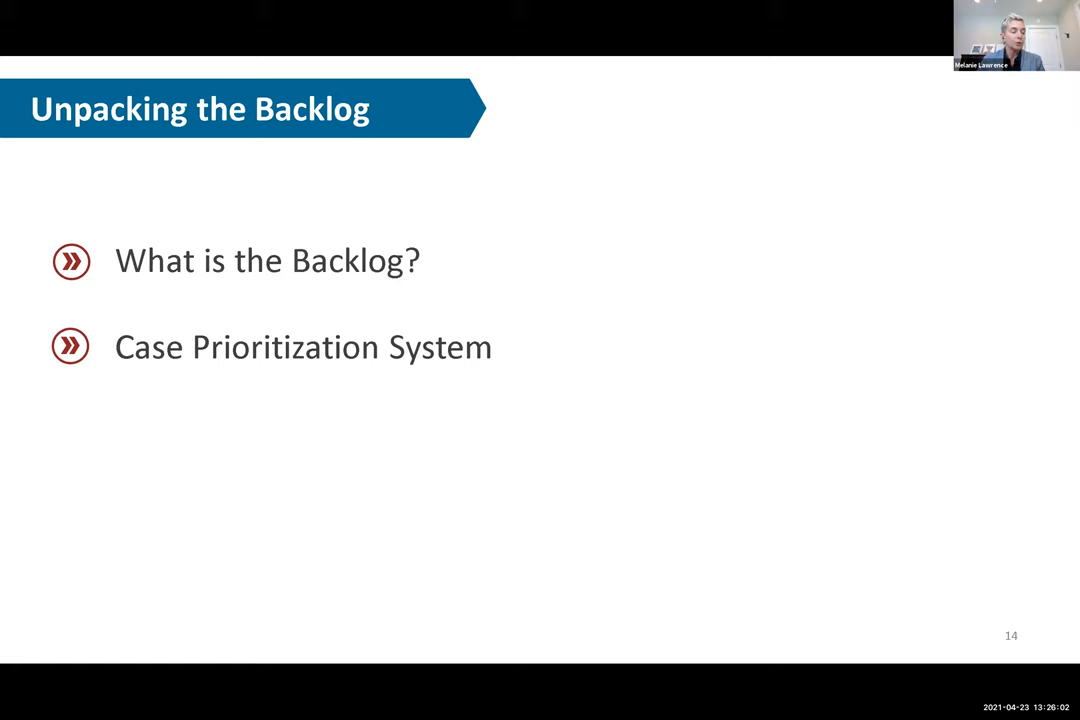 Melanie Lawrence
Unpacking the Backlog
What is the Backlog?
Case Prioritization System
14
2021-04-23 13:26:02